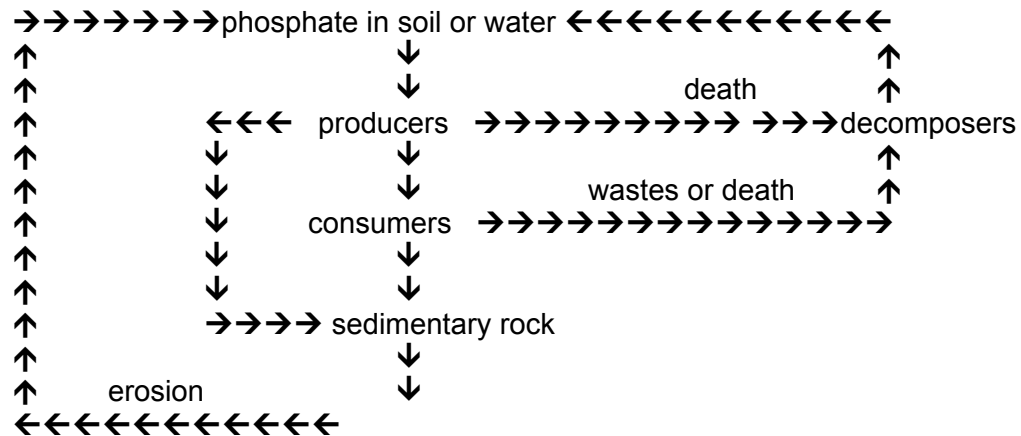 phosphate in soil or water
death
producers decomposers
wastes or death
consumers
sedimentary rock
erosion